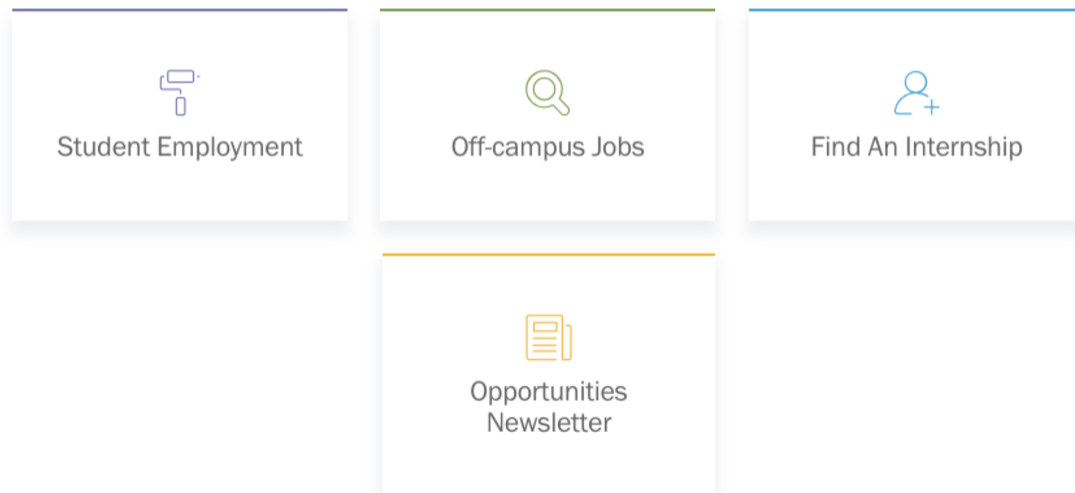 Student Employment
Off-campus Jobs
Find An Internship
Opportunities
Newsletter